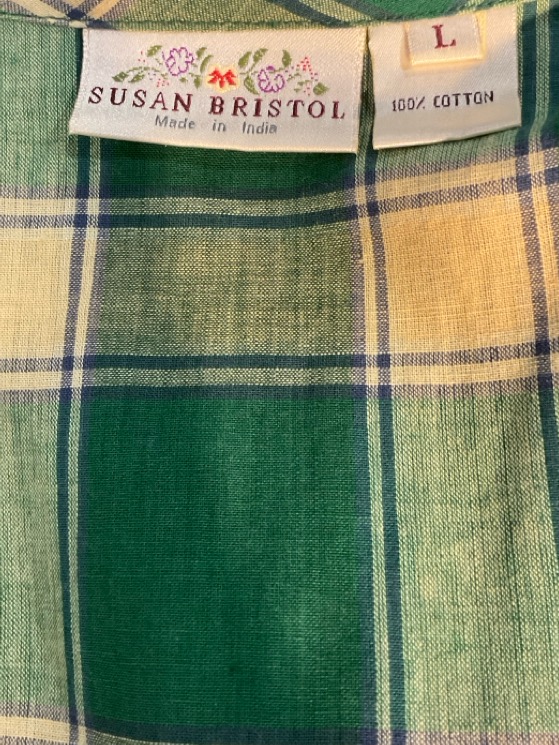 SUSAN BRISTOL
Made in India
L
100% COTTON